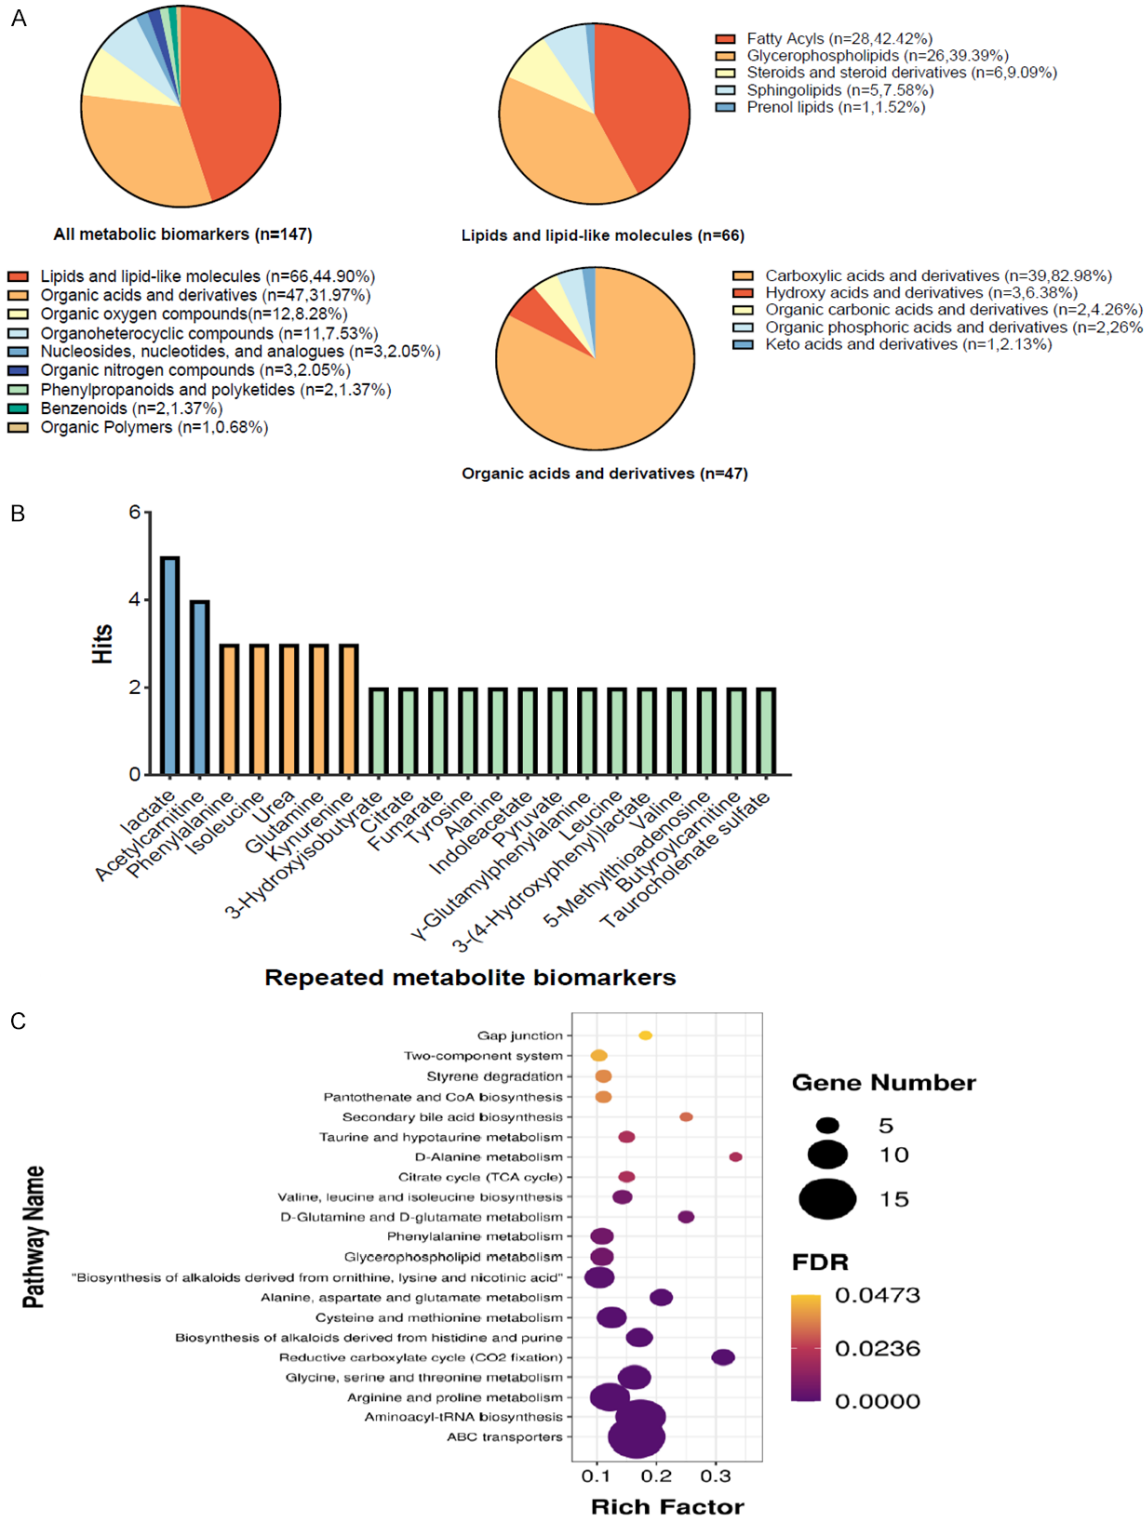 A
All metabolic biomarkers (n=147)
Lipids and lipid-like molecules (n=66,44.90%)
Organic acids and derivatives (n=47,31.97%)
Organic oxygen compounds(n=12,8.28%)
Organoheterocyclic compounds (n=11,7.53%)
Nucleosides, nucleotides, and analogues (n=3,2.05%)
Organic nitrogen compounds (n=3,2.05%)
Phenylpropanoids and polyketides (n=2,1.37%)
Benzenoids (n=2,1.37%)
Organic Polymers (n=1,0.68%)
Fatty Acyls (n=28,42.42%)
Glycerophospholipids (n=26,39.39%)
Steroids and steroid derivatives (n=6,9.09%)
Sphingolipids (n=5,7.58%)
Prenol lipids (n=1,1.52%)
Lipids and lipid-like molecules (n=66)
Carboxylic acids and derivatives (n=39,82.98%)
Hydroxy acids and derivatives (n=3,6.38%)
Organic carbonic acids and derivatives (n=2,4.26%)
Organic phosphoric acids and derivatives (n=2,26%
Keto acids and derivatives (n=1,2.13%)
Organic acids and derivatives (n=47)
B
Hits
6
4
2
0
lactate
Acetylcarnitine
Phenylalanine
Isoleucine
Urea
Glutamine
Kynurenine
3-Hydroxyisobutyrate
Citrate
Fumarate
Tyrosine
Alanine
Indoleacetate
Pyruvate
γ-Glutamylphenylalanine
Leucine
3-(4-Hydroxyphenyl))lactate
Valine
5-Methylthioadenosine
Butyroylcarnitine
Taurocholenate sulfate
Repeated metabolite biomarkers
C
Pathway Name
Gap junction
Two-component system
Styrene degradation
Pantothenate and CoA biosynthesis
Secondary bile acid biosynthesis
Taurine and hypotaurine metabolism
D-Alanine metabolism
Citrate cycle (TCA cycle)
Valine, leucine and isoleucine biosynthesis
D-Glutamine and D-glutamate metabolism
Phenylalanine metabolism
Glycerophospholipid metabolism
"Biosynthesis of alkaloids derived from ornithine, lysine and nicotinic acid"
Alanine, aspartate and glutamate metabolism
Cysteine and methionine metabolism
Biosynthesis of alkaloids derived from histidine and purine
Reductive carboxylate cycle (CO2 fixation)
Glycine, serine and threonine metabolism
Arginine and proline metabolism
Aminoacyl-tRNA biosynthesis
ABC transporters
0.1 0.2 0.3
Rich Factor
Gene Number
5
10
15
FDR
0.0473
0.0236
0.0000